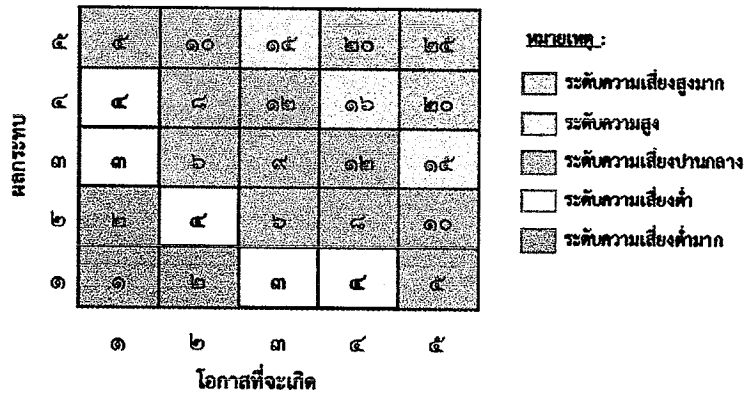 ผลกระทบ
๕ ๕ ๑๐ ๑๕ ๒๐ ๒๕
๔ ๔ ๘ ๑๒ ๑๖ ๒๐
๓ ๓ ๖ ๙ ๑๒ ๑๕
๒ ๒ ๔ ๖ ๘ ๑๐
๑ ๑ ๒ ๓ ๔ ๕
๑ ๒ ๓ ๔ ๕
โอกาสที่จะเกิด
หมายเหตุ :
ระดับความเสี่ยงสูงมาก
ระดับความสูง
ระดับความเสี่ยงปานกลาง
ระดับความเสี่ยงต่ำ
ระดับความเสี่ยงต่ำมาก